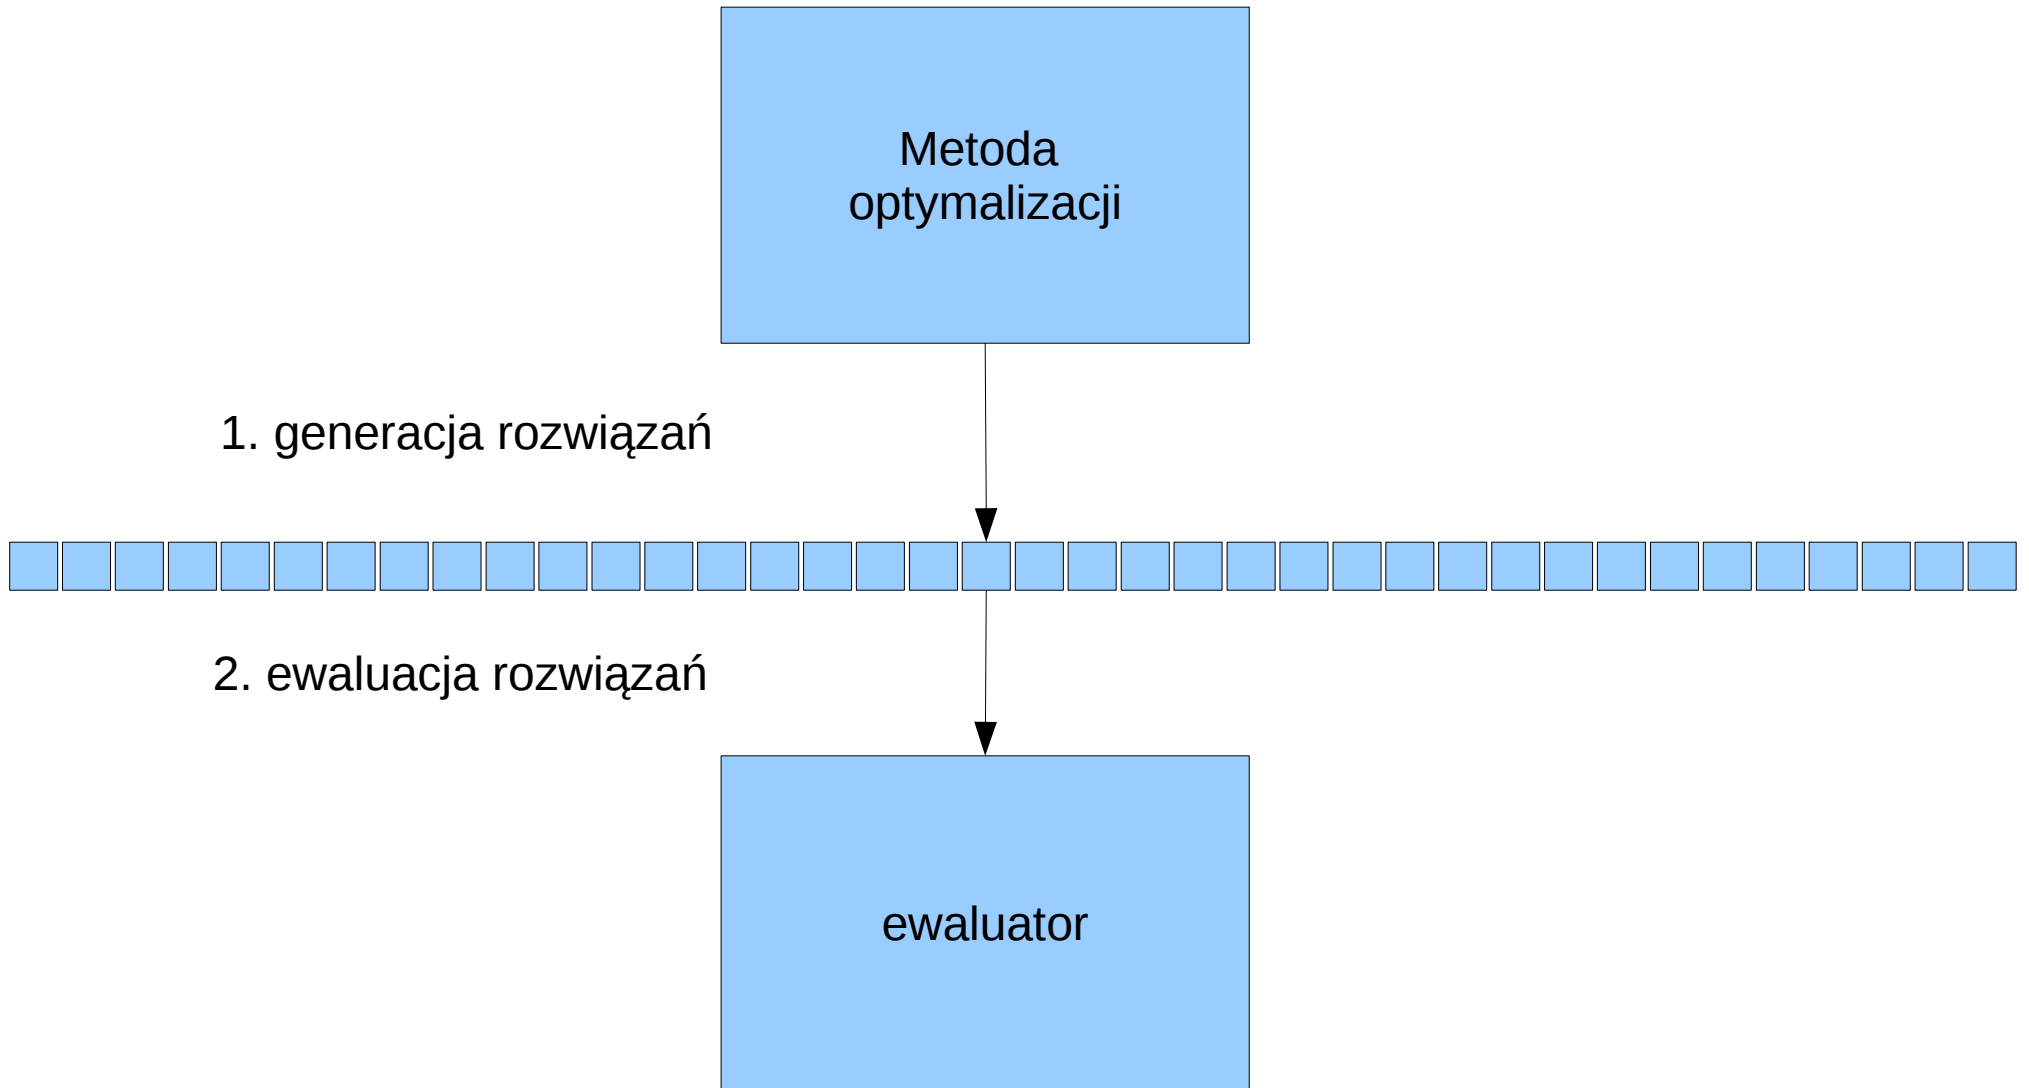 Metoda
optymalizacji
1. generacja rozwiązań
2. ewaluacja rozwiązań
ewaluator